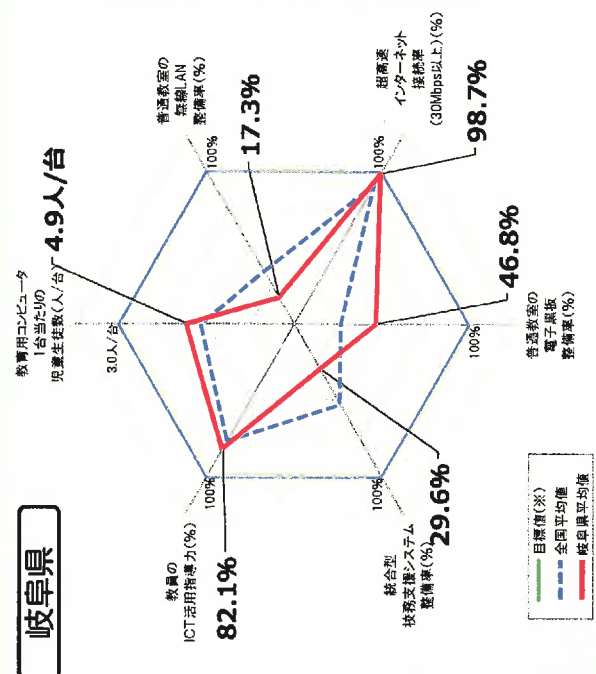 岐阜県
教育用コンピュータ
1台当たりの
児童生徒数(人/台)
4.9人/台
3.0人/台
普通教室の
無線LAN
整備率(%)
17.3%
100%
超高速
インターネット
接続率
(30Mbps以上)(%)
98.7%
100%
普通教室の
電子黒板
整備率(%)
46.8%
100%
統合型
校務支援システム
整備率(%)
29.6%
100%
教員の
ICT活用指導力(%)
82.1%
100%
目標値(※)
全国平均値
岐阜県平均値